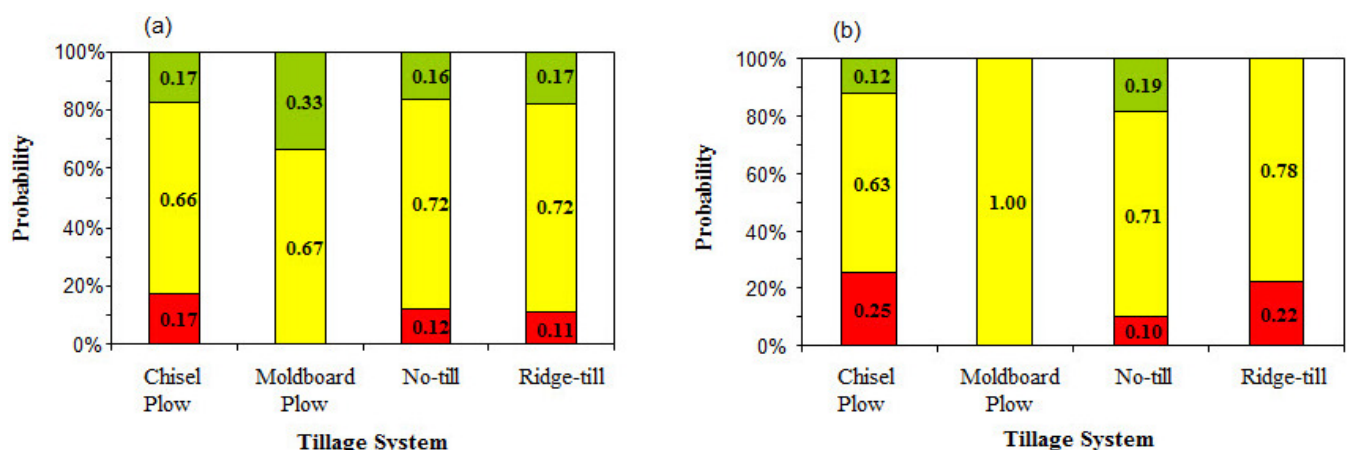 (a)
Probability
100%
80%
60%
40%
20%
0%
0.17
0.66
0.17
0.33
0.67
0.16
0.72
0.12
0.17
0.72
0.11
Chisel Plow
Moldboard Plow
No-till
Ridge-till
Tillage System
(b)
Probability
100%
80%
60%
40%
20%
0%
0.12
0.63
0.25
1.00
0.19
0.71
0.10
0.78
0.22
Chisel Plow
Moldboard Plow
No-till
Ridge-till
Tillage System